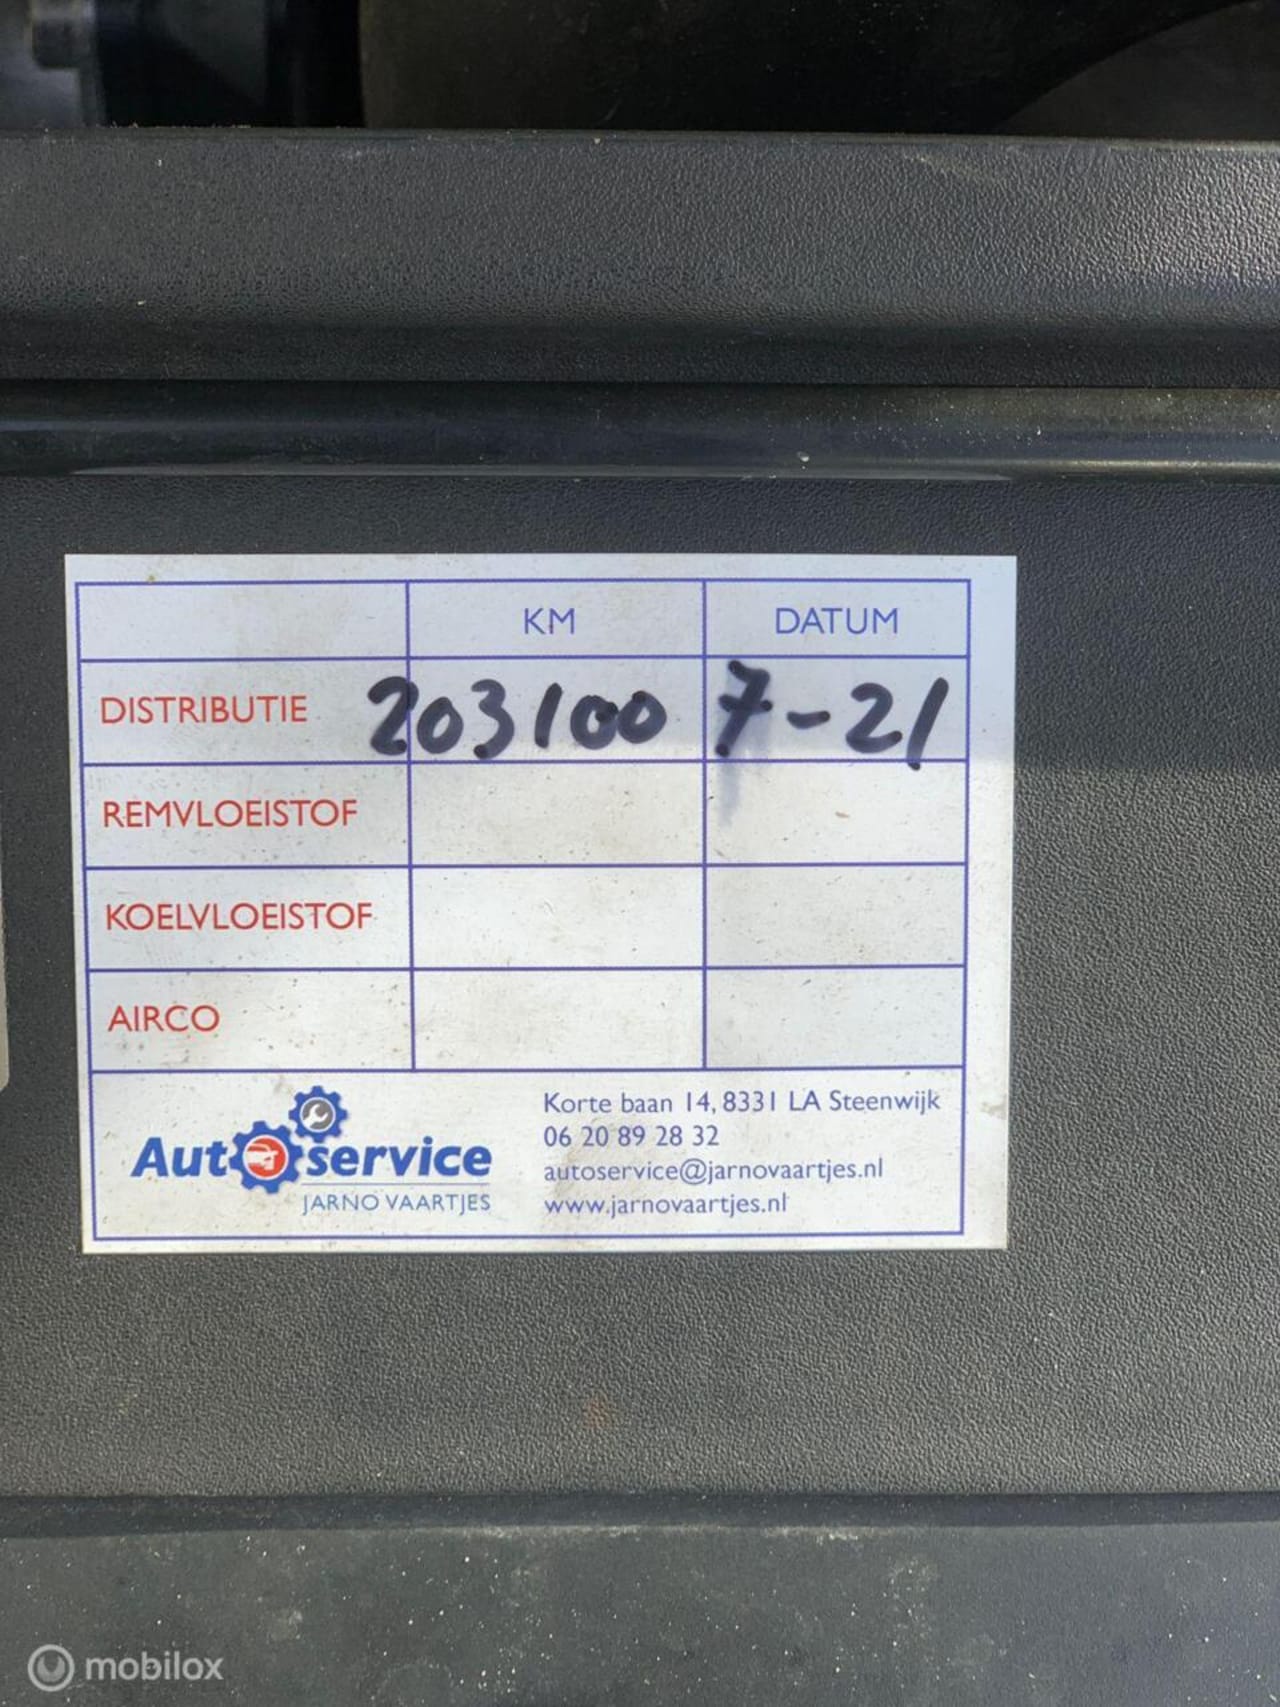 KM DATUM
DISTRIBUTIE 203100 7-21
REMVLOEISTOF
KOELVLOEISTOF
AIRCO
Autoservice
JARNO VAARTJES
Korte baan 14, 8331 LA Steenwijk
06 20 89 28 32
autoservice@jarnovaartjes.nl
www.jarnovaartjes.nl
mobilox